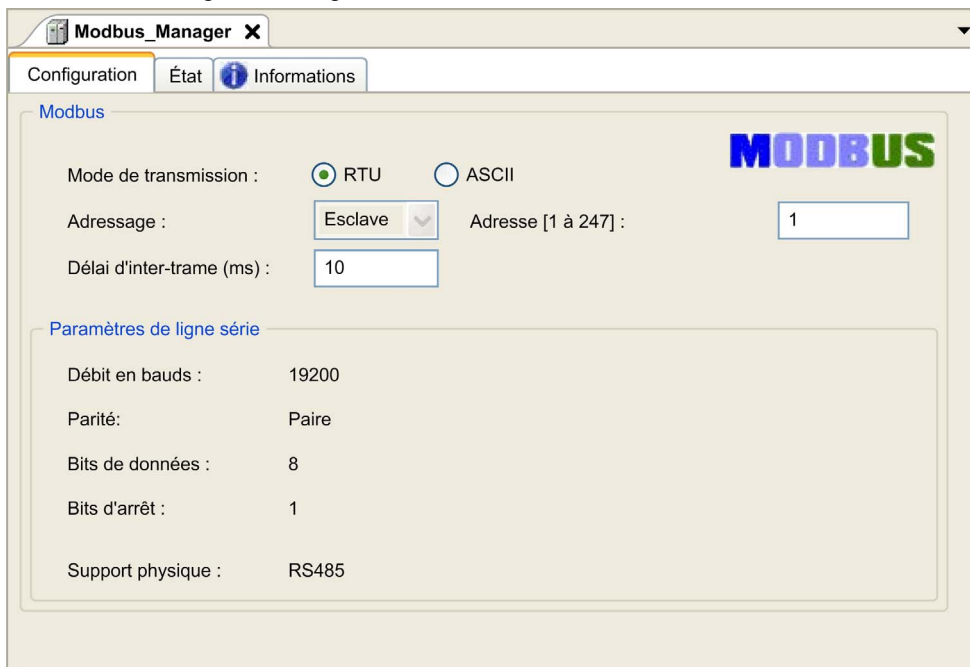 Modbus_Manager
Configuration État Informations
Modbus
MODBUS
Mode de transmission : RTU ASCII
Adressage : Esclave Adresse [1 à 247] : 1
Délai d'inter-trame (ms) : 10
Paramètres de ligne série
Débit en bauds : 19200
Parité: Paire
Bits de données : 8
Bits d'arrêt : 1
Support physique : RS485